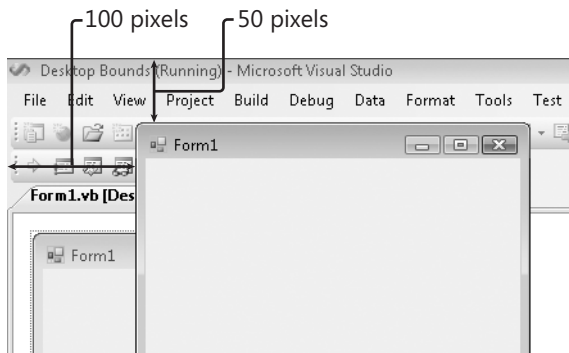 100 pixels 50 pixels
Desktop Bounds (Running) - Microsoft Visual Studio
File Edit View Project Build Debug Data Format Tools Test
Form1
Form1.vb [Des
Form1